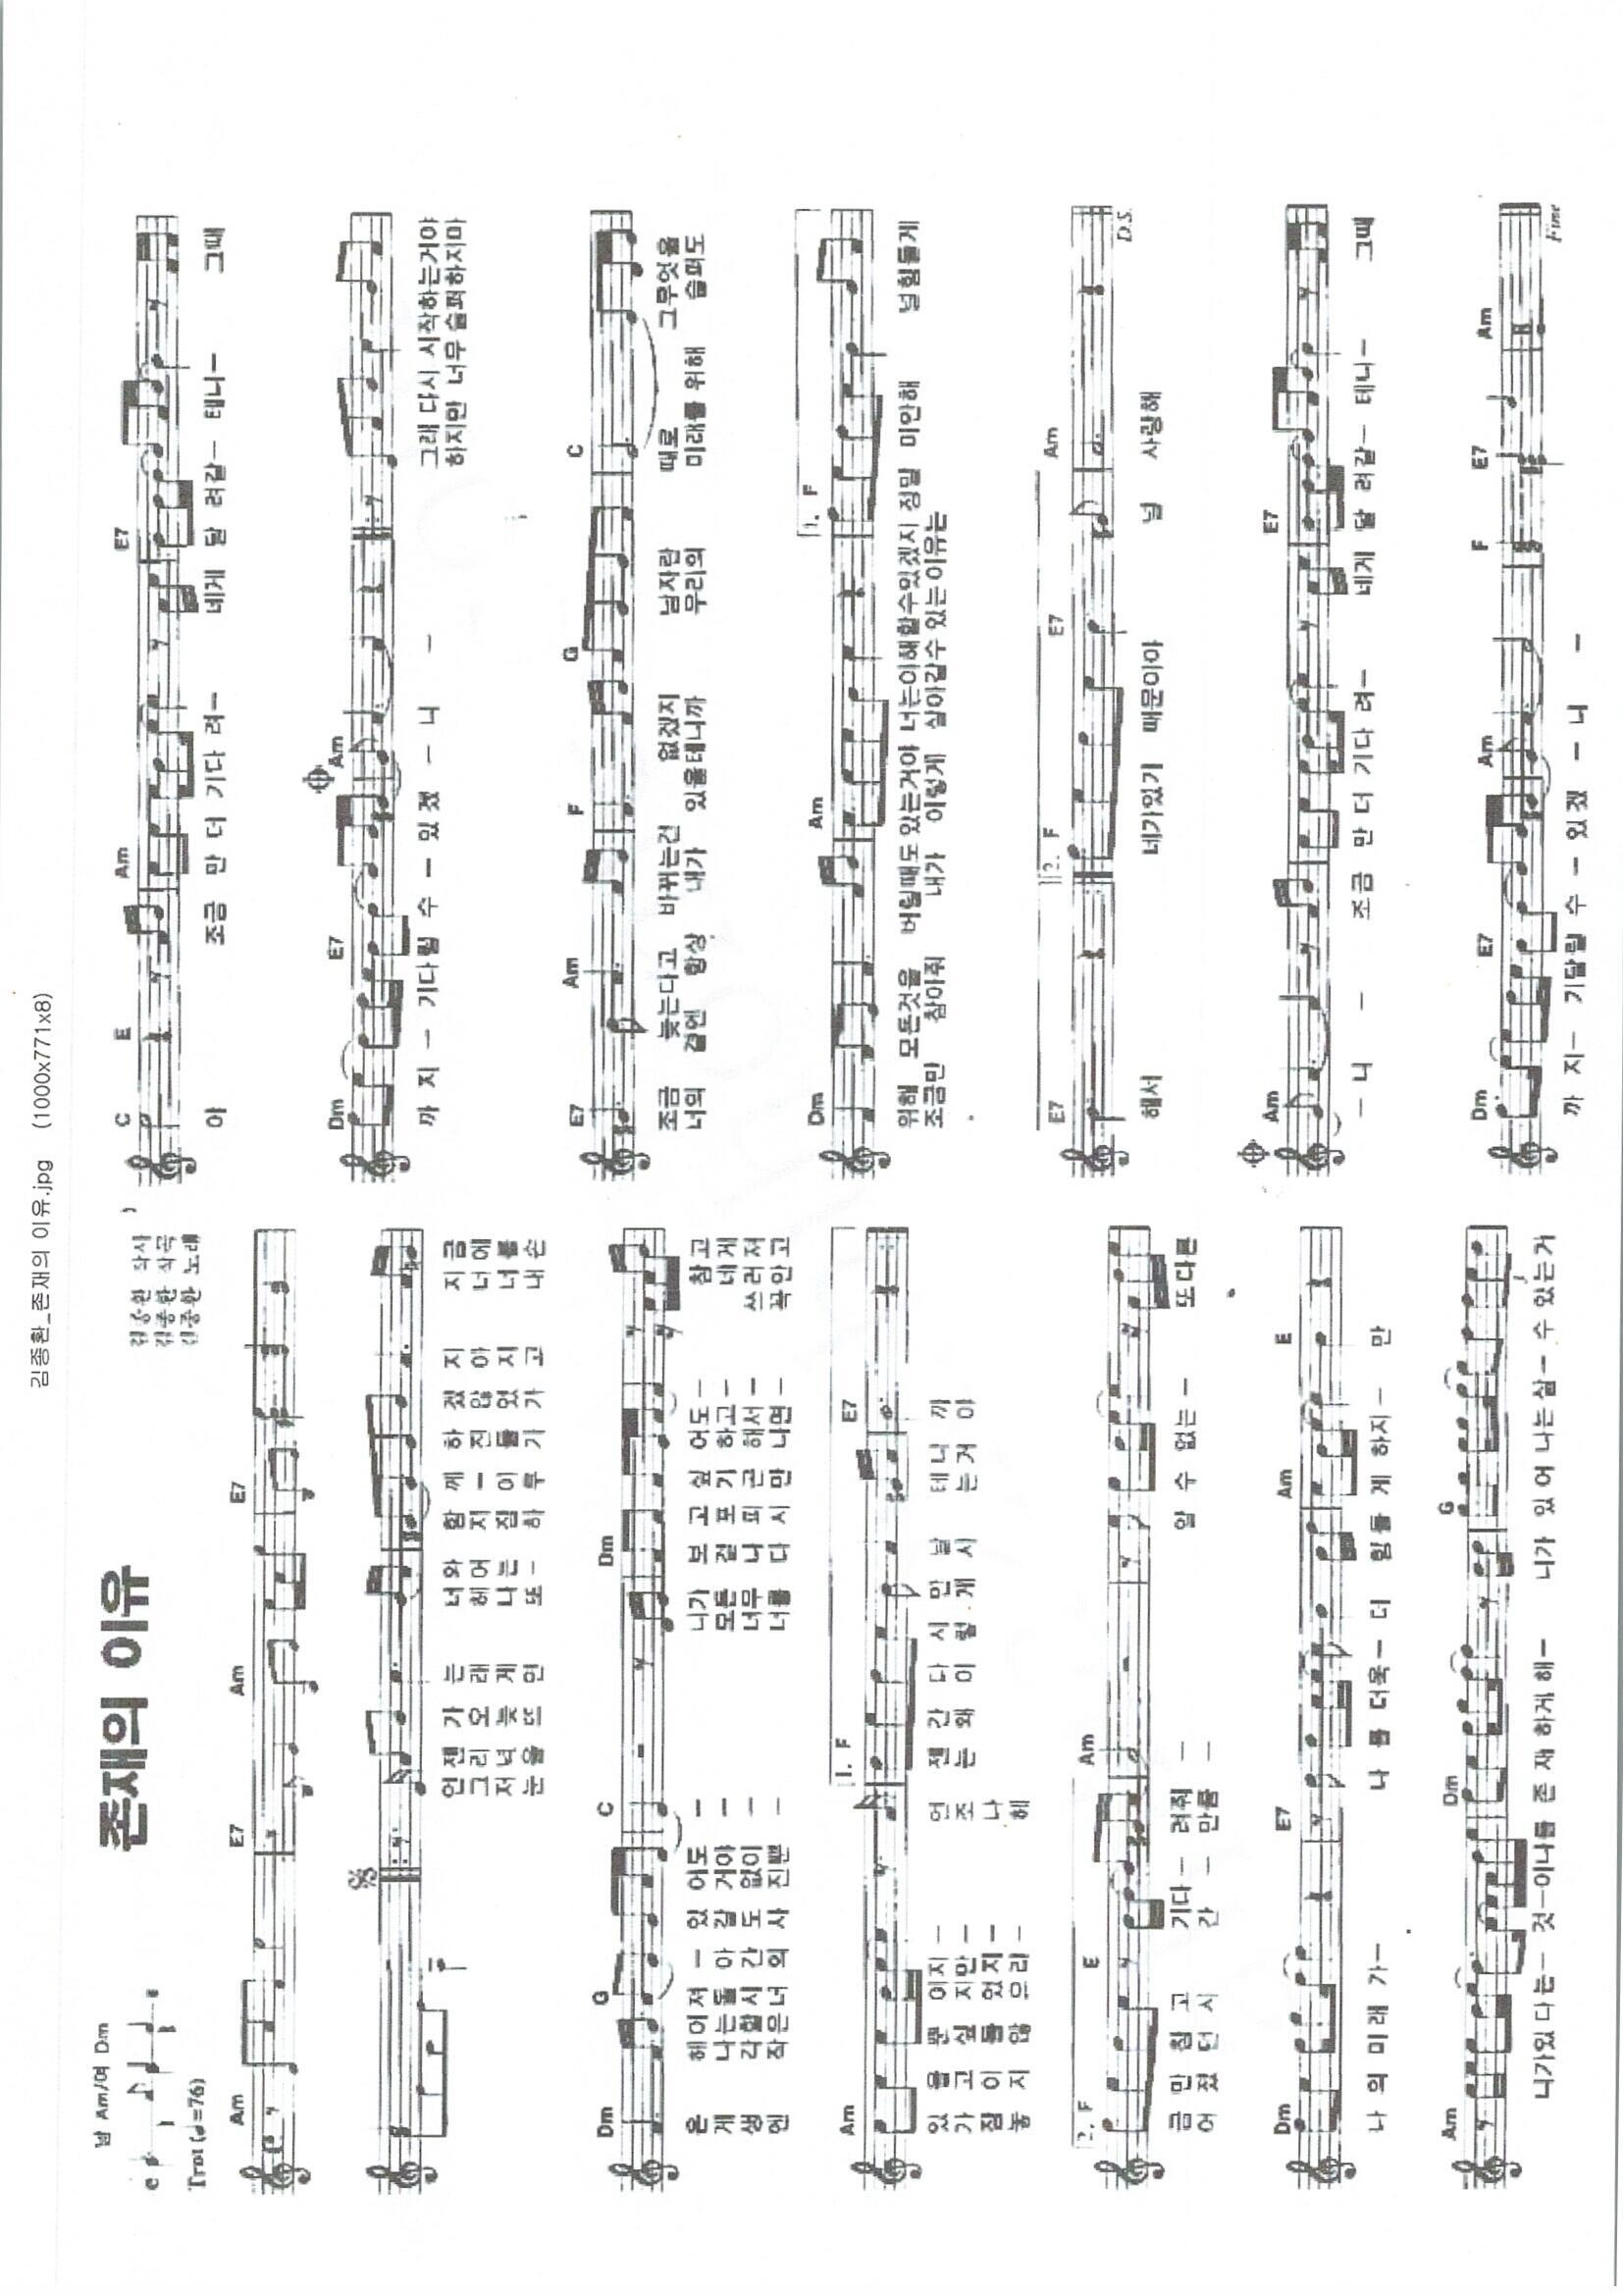 김종환_존재의 이유.jpg (1000x771x8)
남 Am/여 Dm
존재의 이유
김종환 작사
김종환 작곡
김종환 노래
Trot (♩=76)
Am E7 Am E7
언젠가는 너와 함께하겠지 지금
그리오래 헤어지-진않아 너에
저녁늦게 나는잠이들었지 너를
눈을뜨면 또-하루가가고 내손
Dm G C Dm
은 헤어져-있어도- 니가보고싶어도- 참고
게 나는돌아갈거야- 모든걸포기하고- 네게
생 각할시간도없이- 너무나피곤해서- 쓰러져
엔 작은너의사진뿐- 너를다시만나면- 꼭안고
Am 1. F E7
있을뿐이지- 언젠간다시만날테니까
가고싶지만- 조는왜이렇게시는거야
잠이들었지- 나
놓지않으리- 헤
2. F E Am
금만참고 기다-려줘- 알수없는- 또다른
어졌던시간-만큼-
Dm E7 Am E
나의미래가- 나를더욱-더힘들게하지-만
Am Dm G
니가있다는-것-이나를존재하게해- 니가있어나는살-수있는거
C E Am E7
야 조금만더기다려- 네게달려갈-테니- 그때
Dm E7 Am
까지-기다릴수-있겠-니- 그래 다시 시작하는거야
하지만 너무 슬퍼하지마
E7 Am F G C
조금 늦는다고 바뀌는건 없겠지 남자란 때로 그무엇을
너의 곁엔 항상 내가 있을테니까 우리의 미래를 위해 슬퍼도
Dm Am 1. F
위해 모든것을 버릴때도 있는거야 너는이해할수있겠지 정말 미안해 널힘들게
조금만 참아줘 내가 이렇게 살아갈수 있는이유는
E7 2. F E7 Am
D.S.
해서 네가있기 때문이야 널 사랑해
Am E7
-니- 조금만더기다려- 네게달려갈-테니- 그때
Dm E7 Am F E7 Am
Fine
까지-기달릴수-있겠-니-